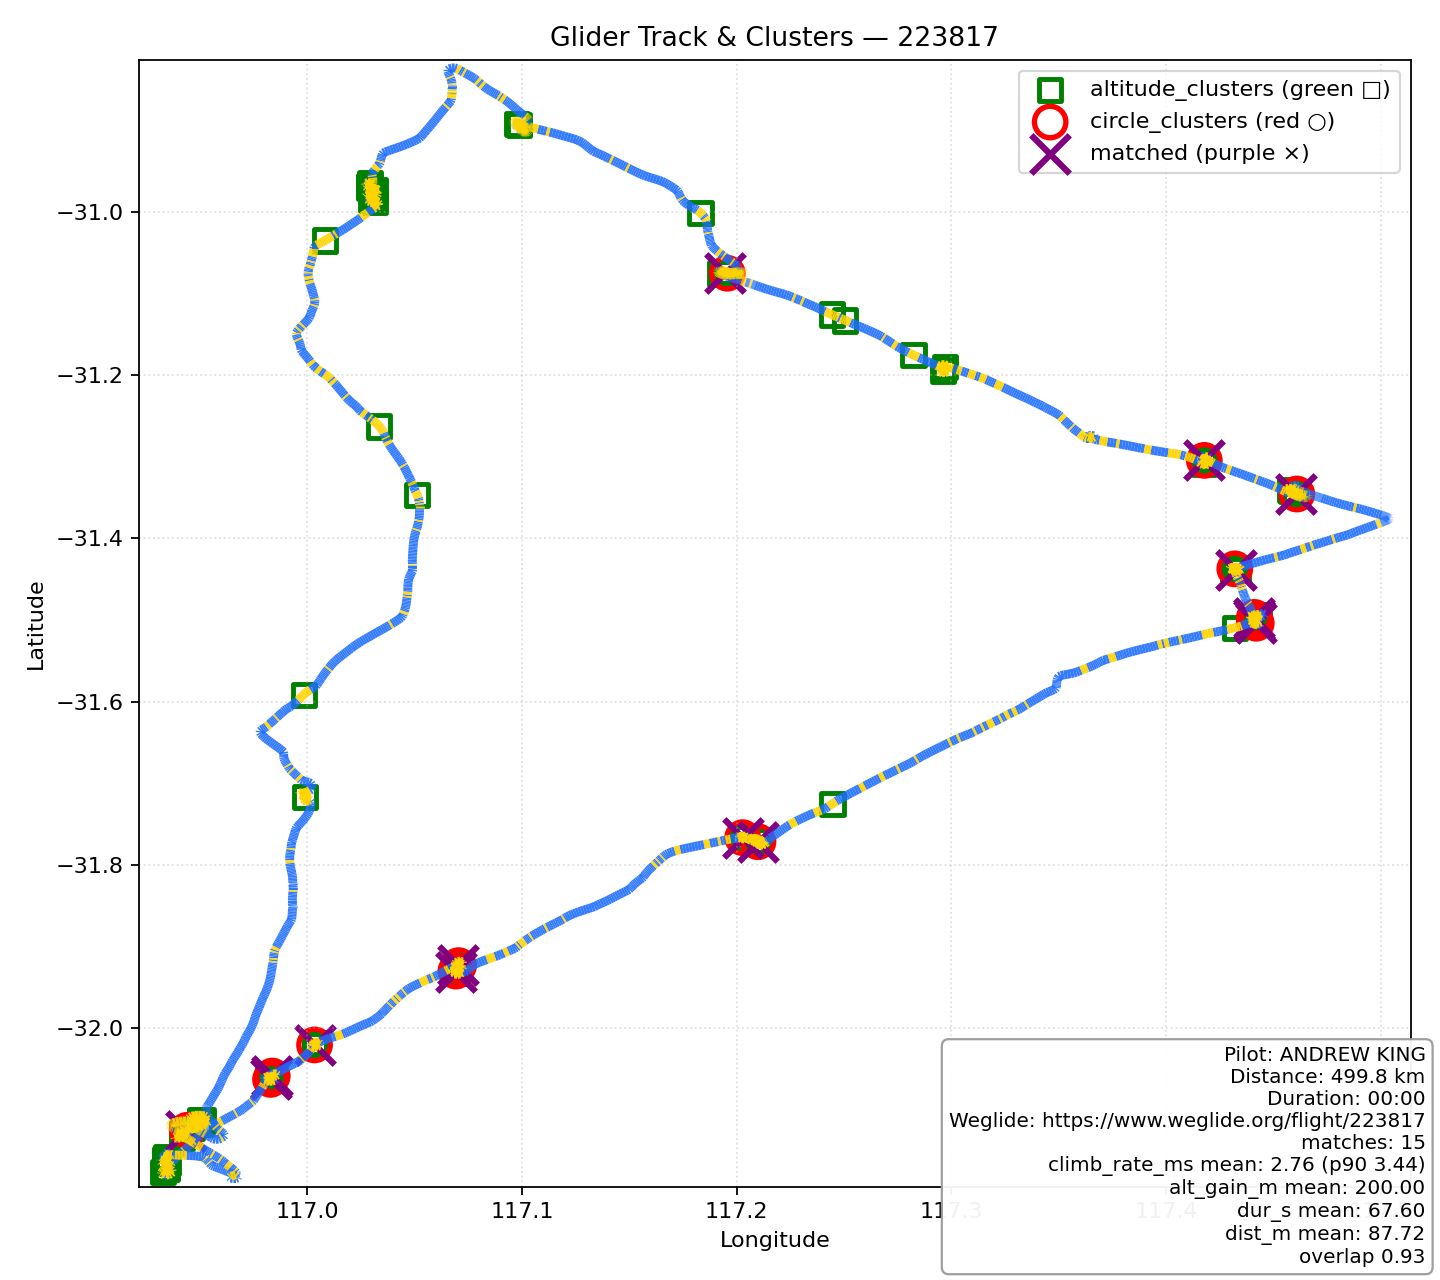 Glider Track & Clusters — 223817
altitude_clusters (green □)
circle_clusters (red ○)
matched (purple ×)
−31.0
−31.2
−31.4
−31.6
−31.8
−32.0
Latitude
117.0
117.1
117.2
117.3
117.4
Longitude
Pilot: ANDREW KING
Distance: 499.8 km
Duration: 00:00
Weglide: https://www.weglide.org/flight/223817
matches: 15
climb_rate_ms mean: 2.76 (p90 3.44)
alt_gain_m mean: 200.00
dur_s mean: 67.60
dist_m mean: 87.72
overlap 0.93